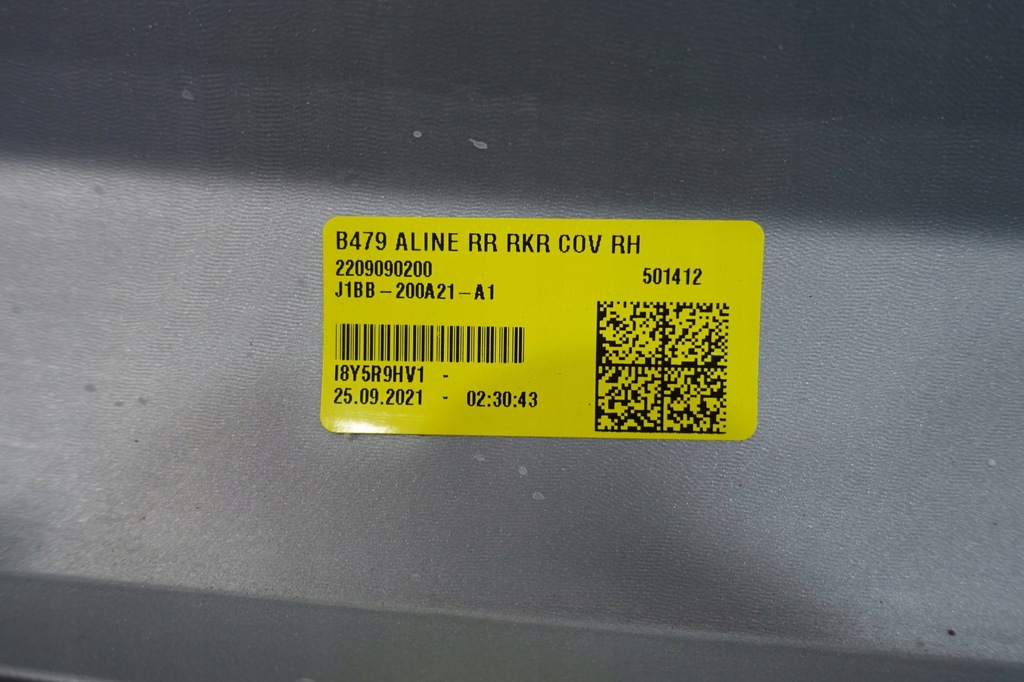 B479 ALINE RR RKR COV RH
2209090200
501412
J1BB-200A21-A1
I8Y5R9HV1 -
25.09.2021 - 02:30:43